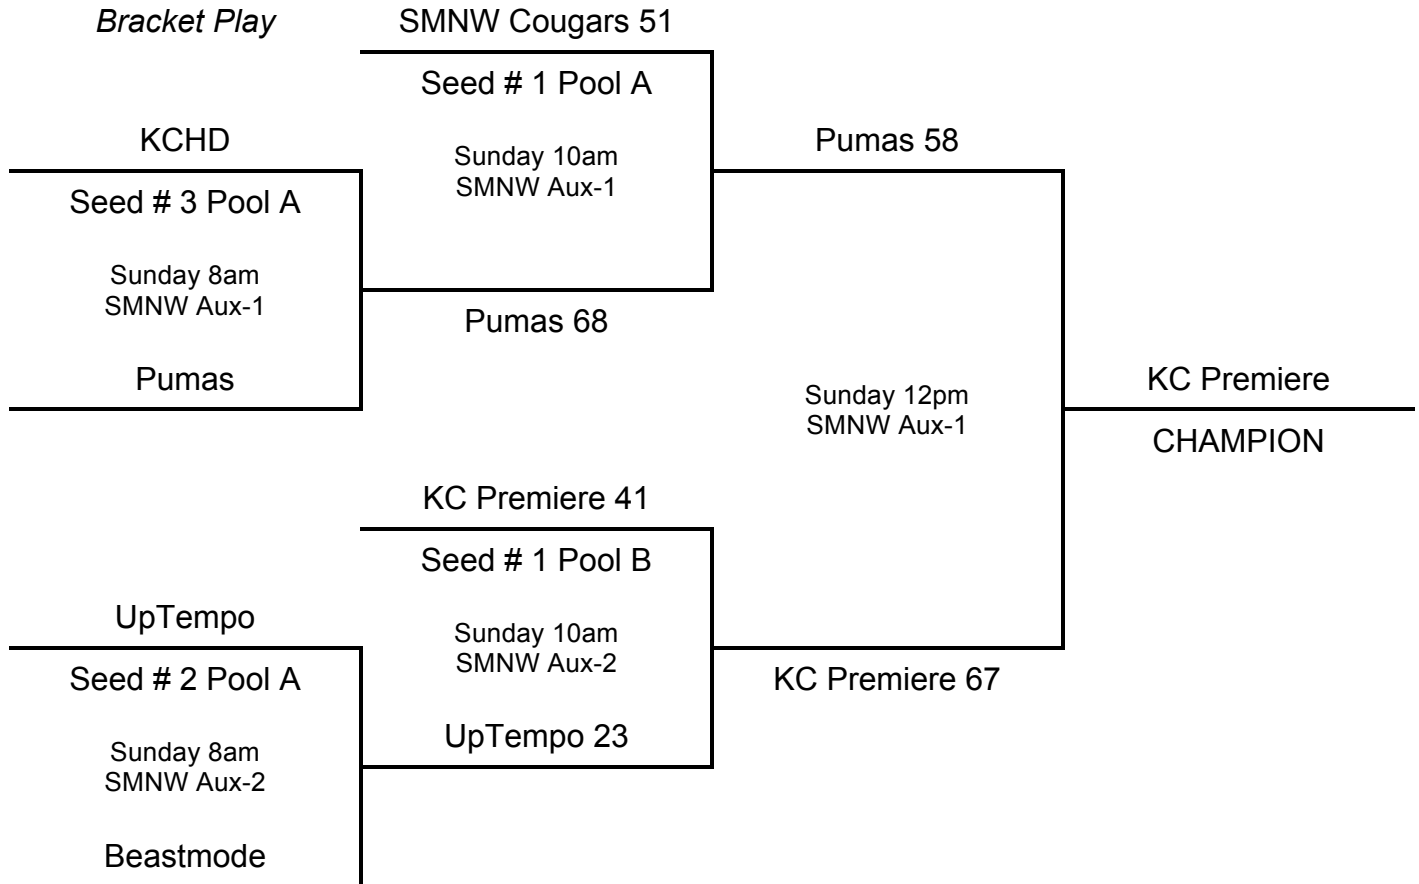 Bracket Play
SMNW Cougars 51
Seed # 1 Pool A
KCHD
Sunday 10am
SMNW Aux-1
Pumas 58
Seed # 3 Pool A
Sunday 8am
SMNW Aux-1
Pumas 68
Pumas
Sunday 12pm
SMNW Aux-1
KC Premiere
CHAMPION
KC Premiere 41
Seed # 1 Pool B
UpTempo
Sunday 10am
SMNW Aux-2
Seed # 2 Pool A
KC Premiere 67
UpTempo 23
Sunday 8am
SMNW Aux-2
Beastmode